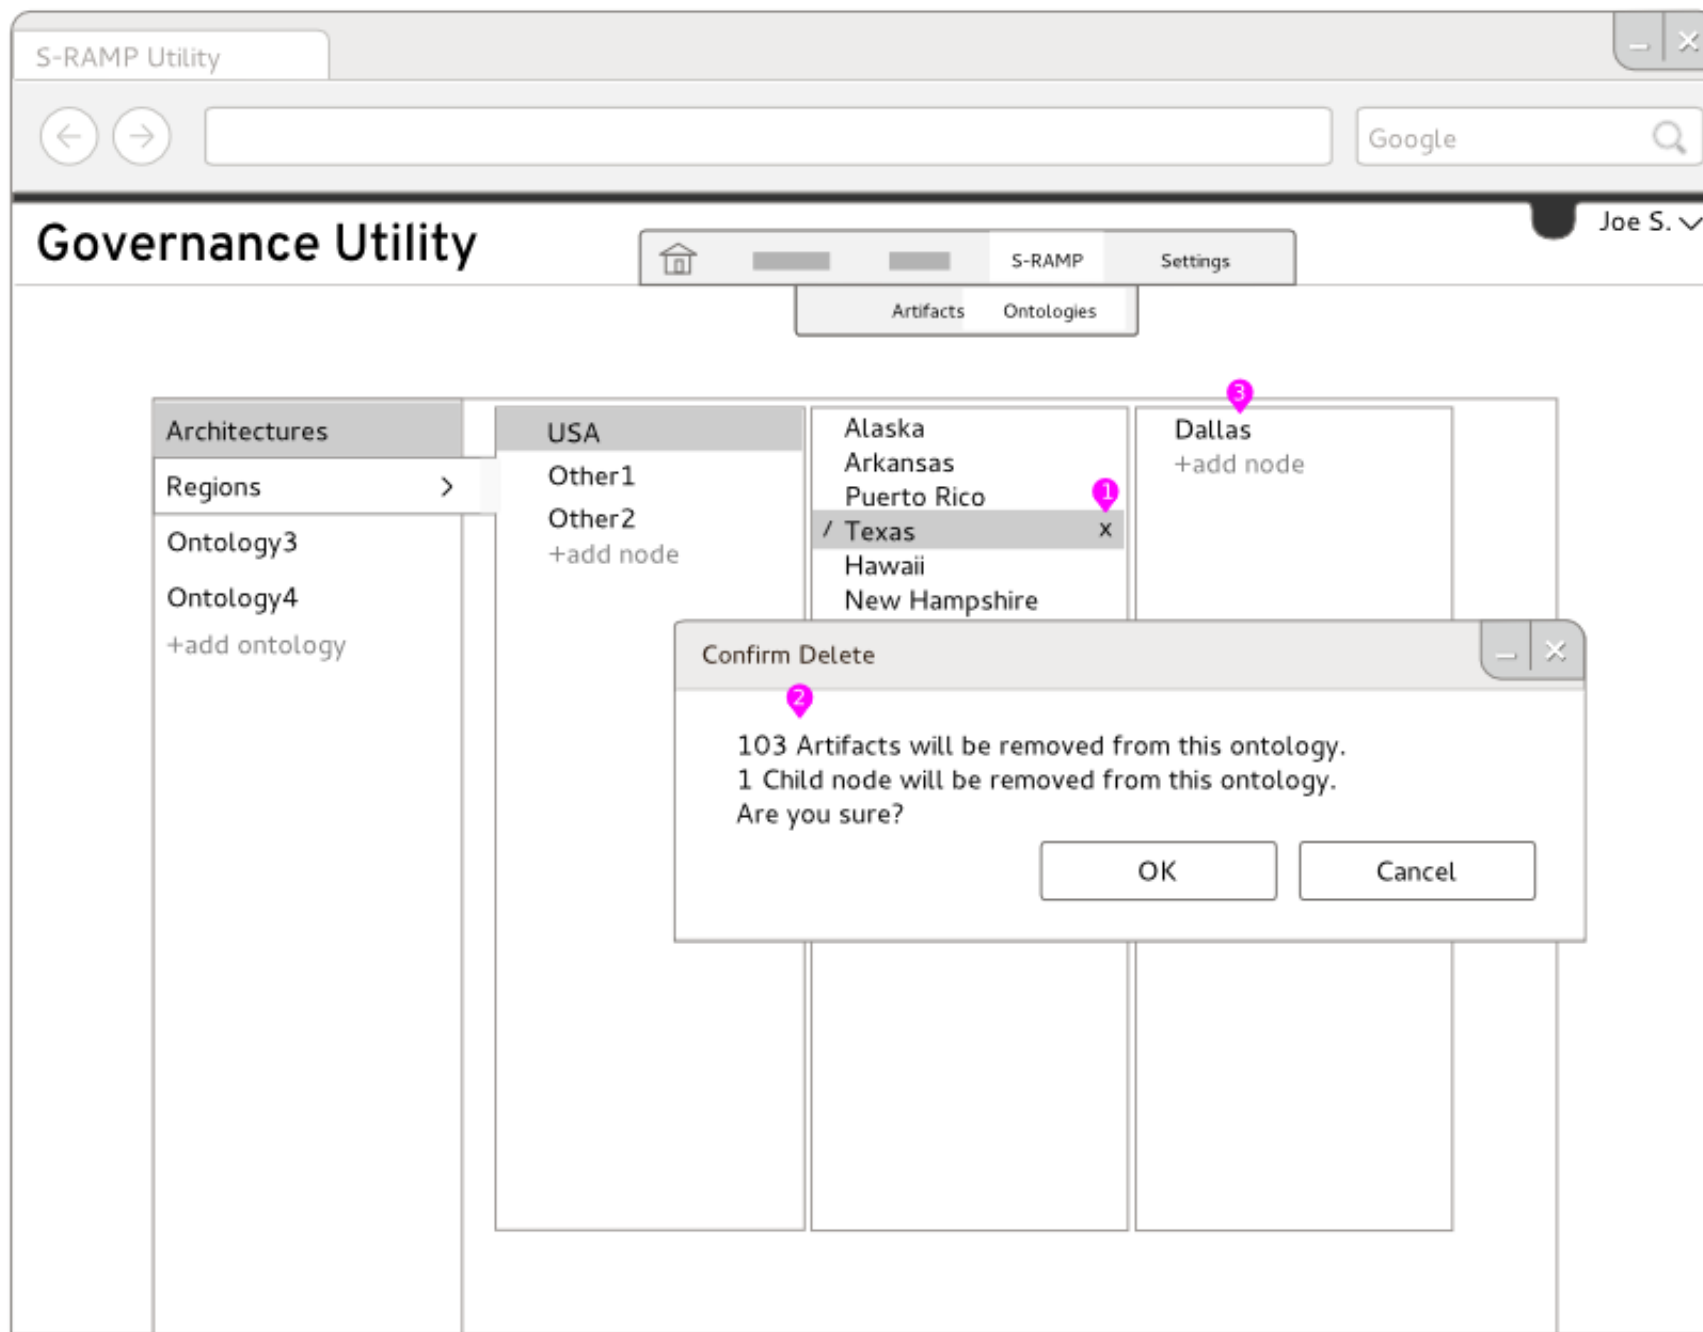 S-RAMP Utility
Google
Governance Utility
Joe S.
S-RAMP
Settings
Artifacts
Ontologies
Architectures
Regions
Ontology3
Ontology4
+add ontology
USA
Other1
Other2
+add node
Alaska
Arkansas
Puerto Rico
1
/ Texas x
Hawaii
New Hampshire
3
Dallas
+add node
Confirm Delete
2
103 Artifacts will be removed from this ontology.
1 Child node will be removed from this ontology.
Are you sure?
OK
Cancel